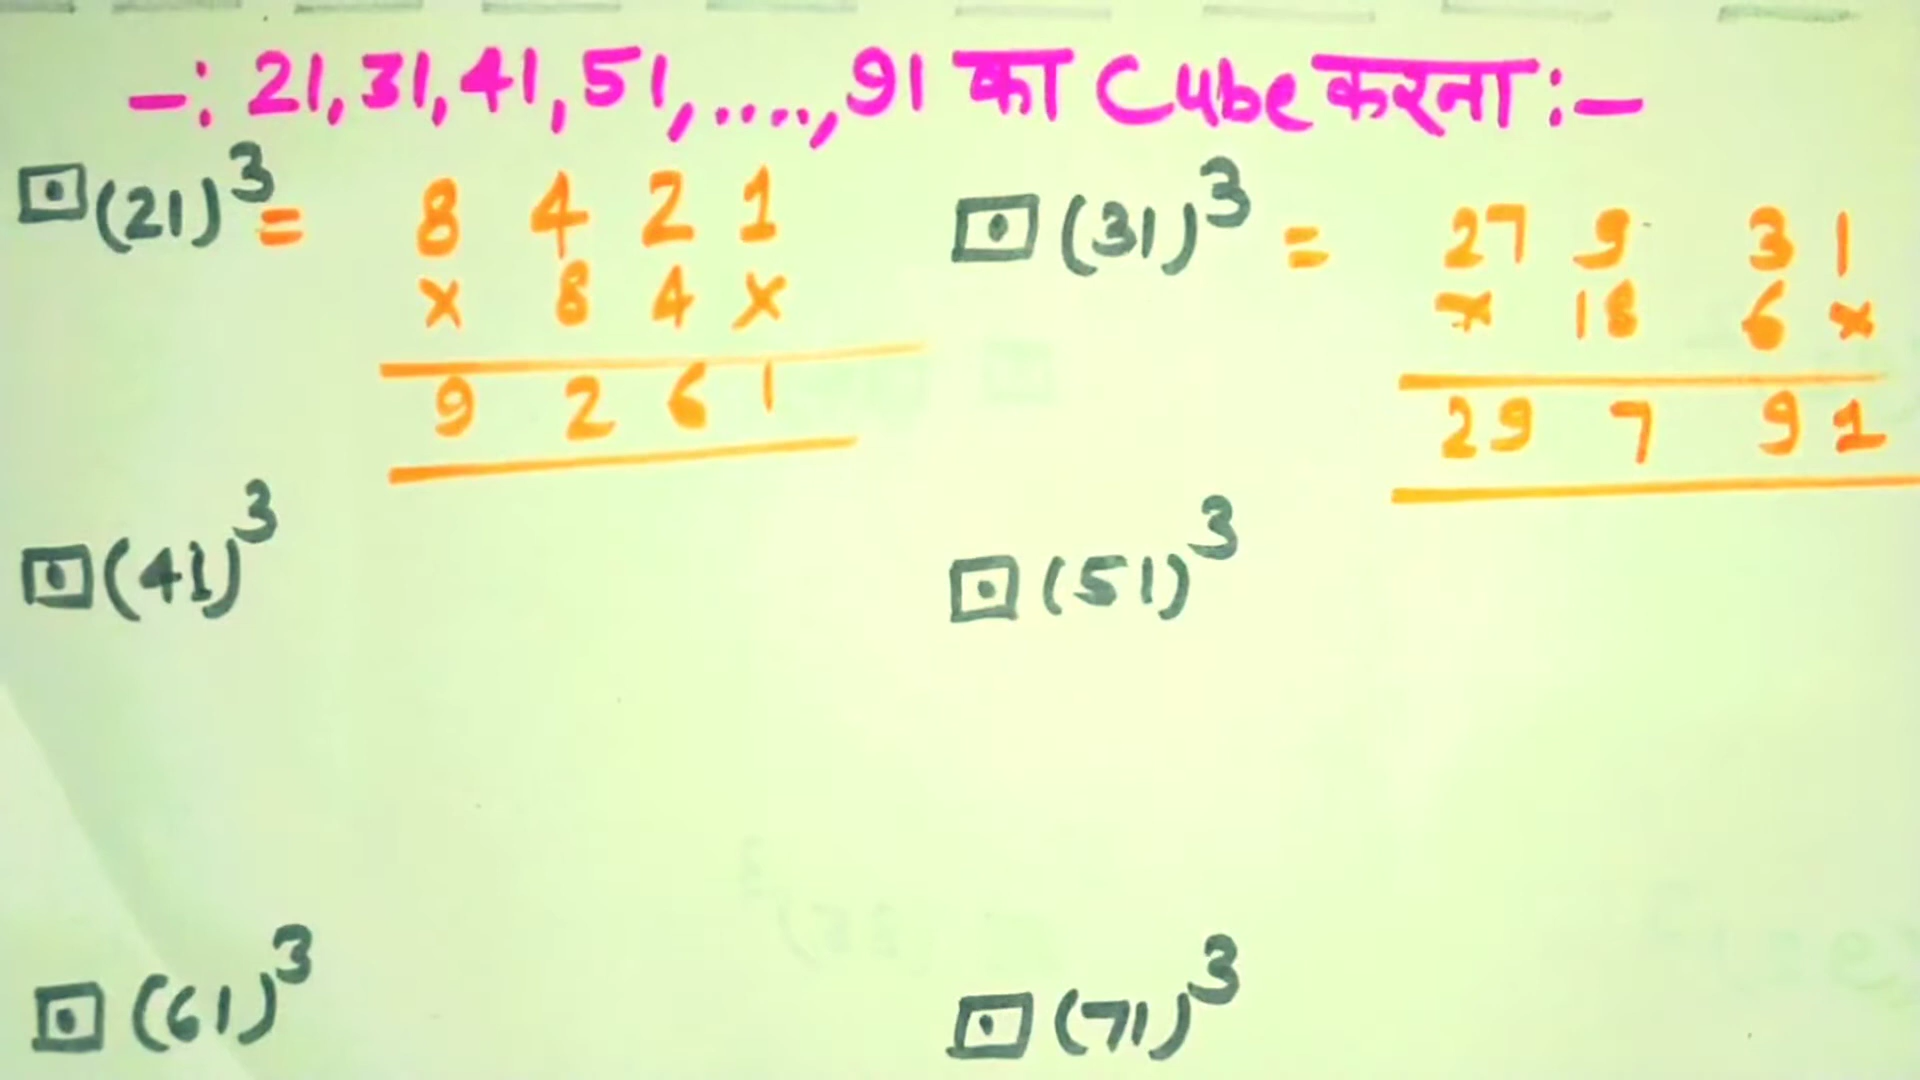 -: 21, 31, 41, 51, ...., 91 का Cube करना :-
(21)³ = 8 4 2 1
× 8 4 ×
9 2 6 1
(31)³ = 27 9 3 1
× 18 6 ×
29 7 9 1
(41)³
(51)³
(61)³
(71)³